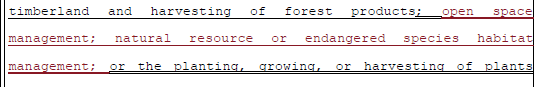 timberland and harvesting of forest products; open space
management; natural resource or endangered species habitat
management; or the planting, growing, or harvesting of plants